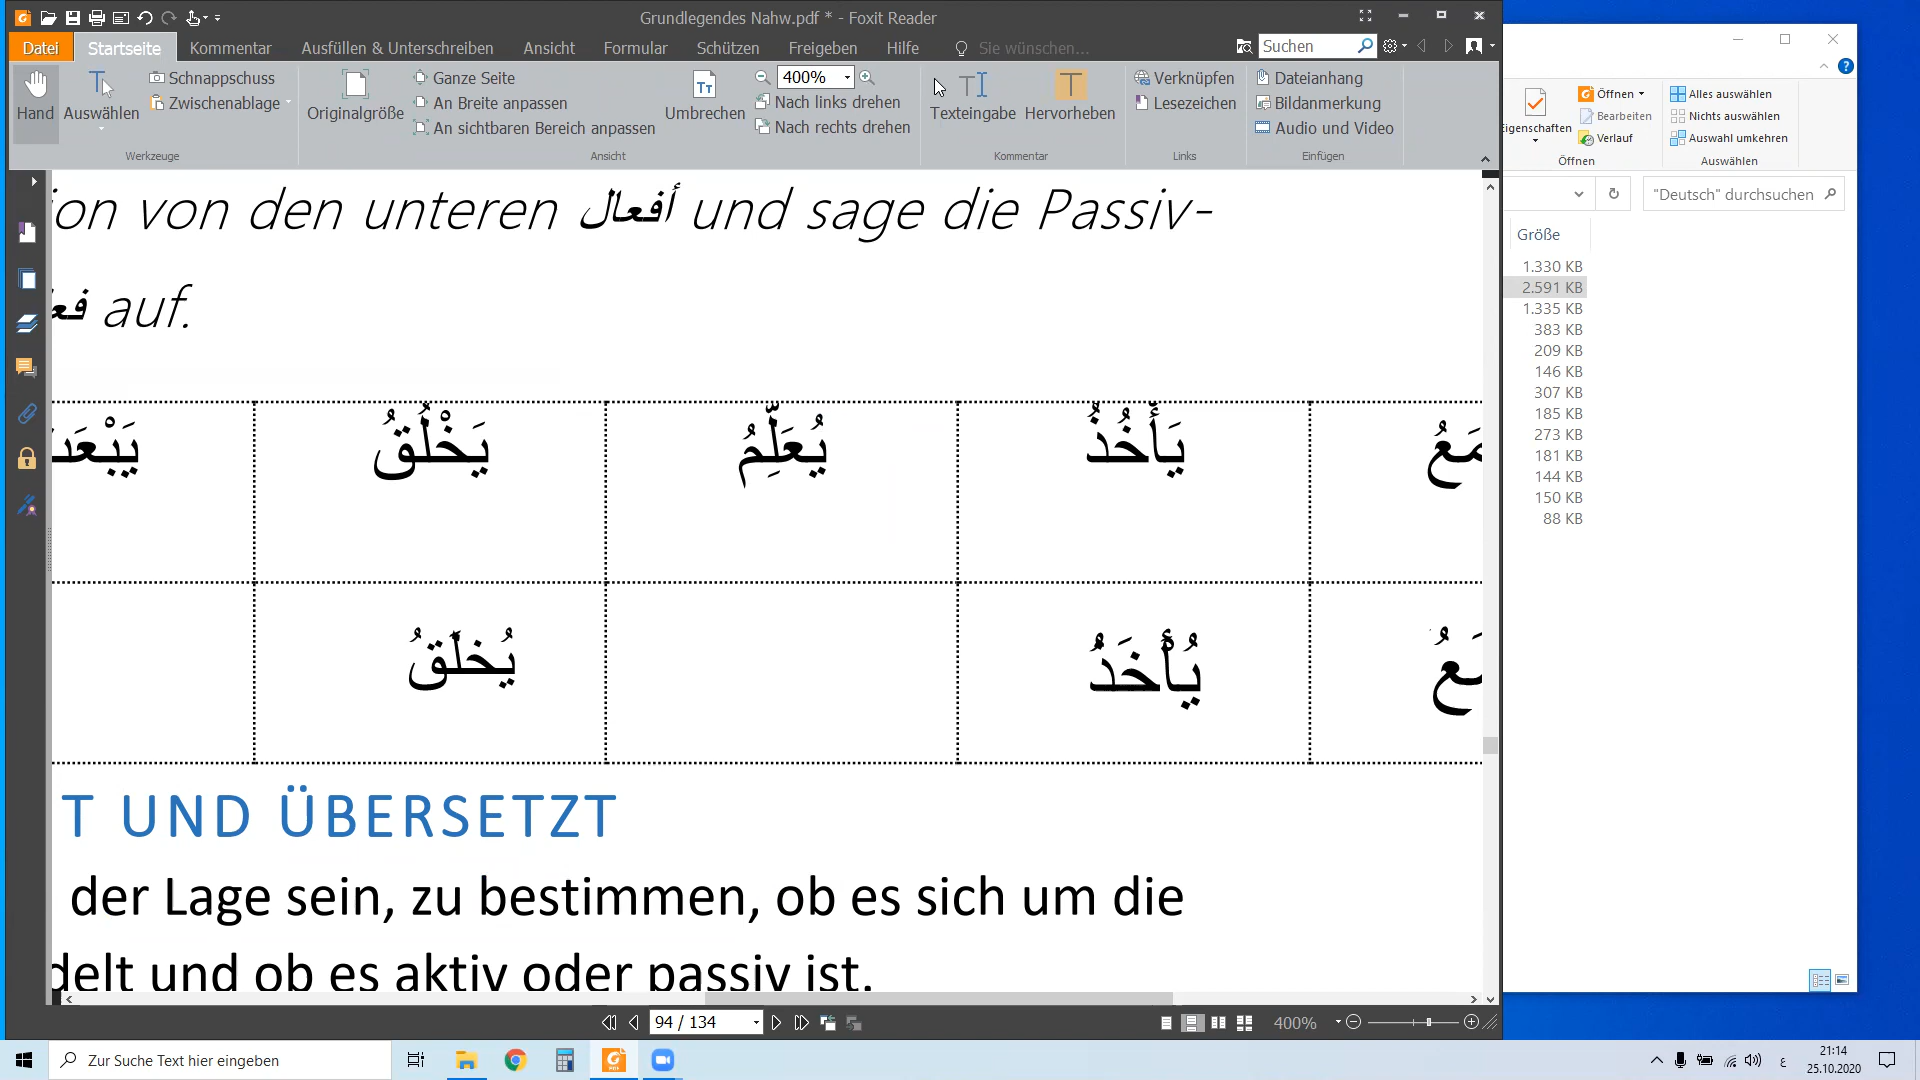 Grundlegendes Nahw.pdf * - Foxit Reader
Datei Startseite Kommentar Ausfüllen & Unterschreiben Ansicht Formular Schützen Freigeben Hilfe Sie wünschen... Suchen
Hand
Auswählen
Schnappschuss
Zwischenablage
Werkzeuge
Originalgröße
Ganze Seite
An Breite anpassen
An sichtbaren Bereich anpassen
Umbrechen
400%
Nach links drehen
Nach rechts drehen
Ansicht
Texteingabe
Hervorheben
Kommentar
Verknüpfen
Lesezeichen
Links
Dateianhang
Bildanmerkung
Audio und Video
Einfügen
Eigenschaften
Öffnen
Bearbeiten
Verlauf
Öffnen
Alles auswählen
Nichts auswählen
Auswahl umkehren
Auswählen
"Deutsch" durchsuchen
Größe
1.330 KB
2.591 KB
1.335 KB
383 KB
209 KB
146 KB
307 KB
185 KB
273 KB
181 KB
144 KB
150 KB
88 KB
ion von den unteren أفعال und sage die Passiv-
auf.
يَأْخُذُ يُعَلِّمُ يَخْلُقُ
يُأْخَذُ يُخلَقُ
T UND ÜBERSETZT
der Lage sein, zu bestimmen, ob es sich um die
delt und ob es aktiv oder passiv ist.
94 / 134
400%
Zur Suche Text hier eingeben
ع
21:14
25.10.2020